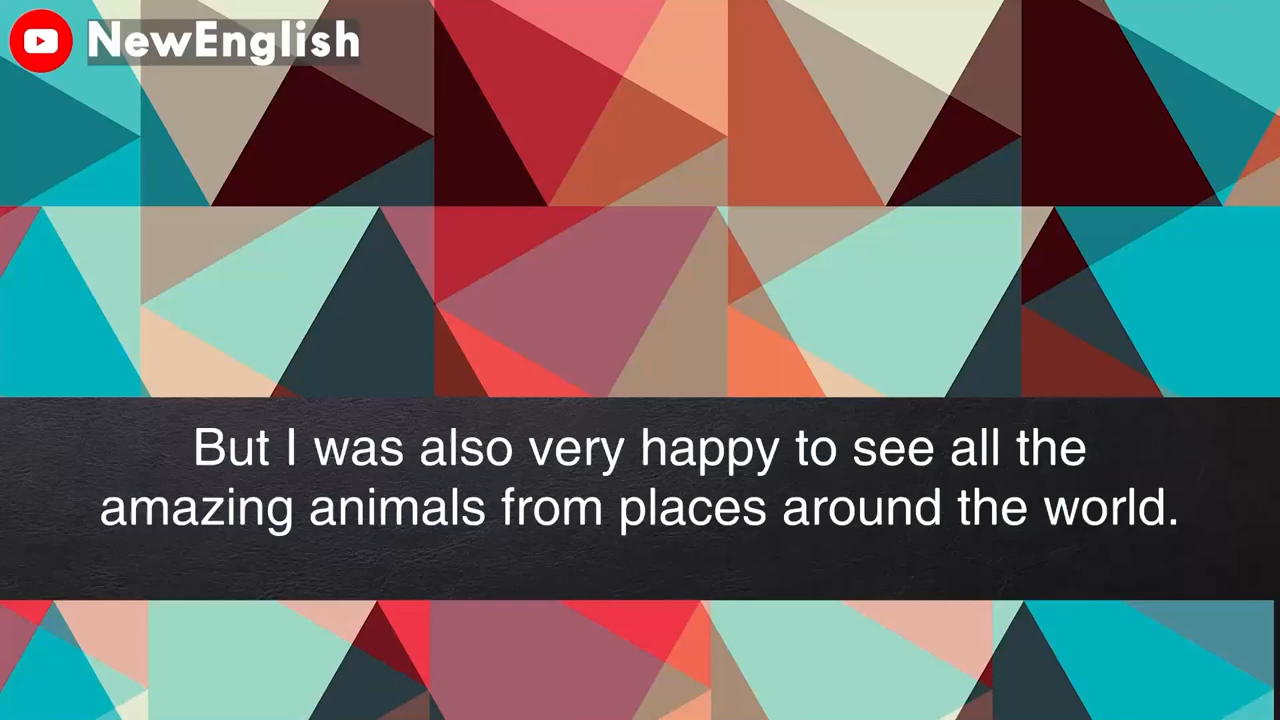 NewEnglish
But I was also very happy to see all the
amazing animals from places around the world.